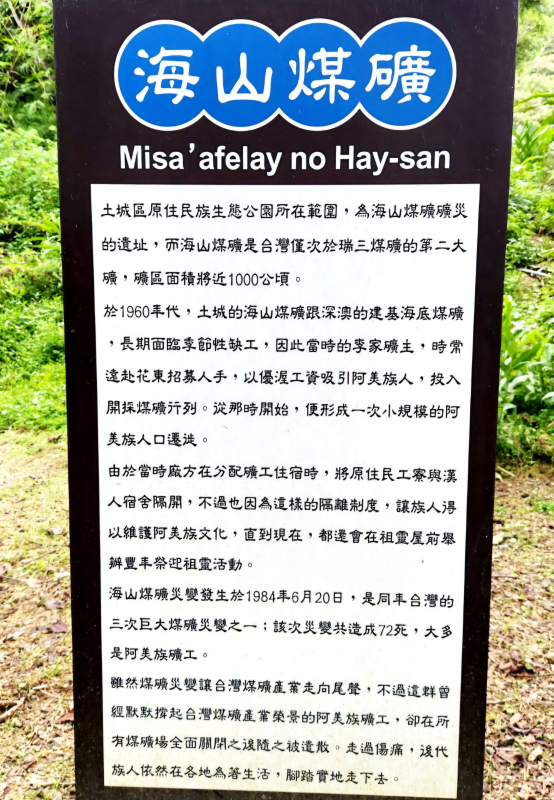 海山煤礦
Misa'afelay no Hay-san
土城區原住民族生態公園所在範圍，為海山煤礦礦災
的遺址，而海山煤礦是台灣僅次於瑞三煤礦的第二大
礦，礦區面積將近1000公頃。
於1960年代，土城的海山煤礦跟深澳的建基海底煤礦
，長期面臨季節性缺工，因此當時的李家礦主，時常
遠赴花東招募人手，以優渥工資吸引阿美族人，投入
開採煤礦行列。從那時開始，便形成一次小規模的阿
美族人口遷徙。
由於當時廠方在分配礦工住宿時，將原住民工寮與漢
人宿舍隔開，不過也因為這樣的隔離制度，讓族人得
以維護阿美族文化，直到現在，都還會在祖靈屋前舉
辦豐年祭迎祖靈活動。
海山煤礦災變發生於1984年6月20日，是同年台灣的
三次巨大煤礦災變之一；該次災變共造成72死，大多
是阿美族礦工。
雖然煤礦災變讓台灣煤礦產業走向尾聲，不過這群曾
經默默撐起台灣煤礦產業榮景的阿美族礦工，卻在所
有煤礦場全面關閉之後隨之被遣散。走過傷痛，後代
族人依然在各地為著生活，腳踏實地走下去。